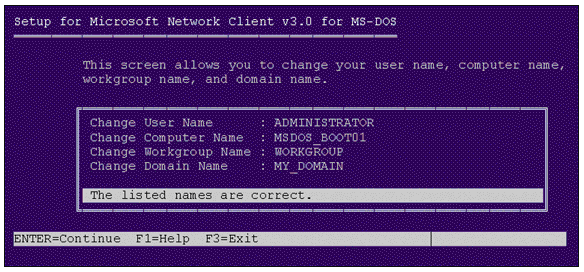 Setup for Microsoft Network Client v3.0 for MS-DOS
This screen allows you to change your user name, computer name,
workgroup name, and domain name.
Change User Name : ADMINISTRATOR
Change Computer Name : MSDOS_BOOT01
Change Workgroup Name : WORKGROUP
Change Domain Name : MY_DOMAIN
The listed names are correct.
ENTER=Continue F1=Help F3=Exit